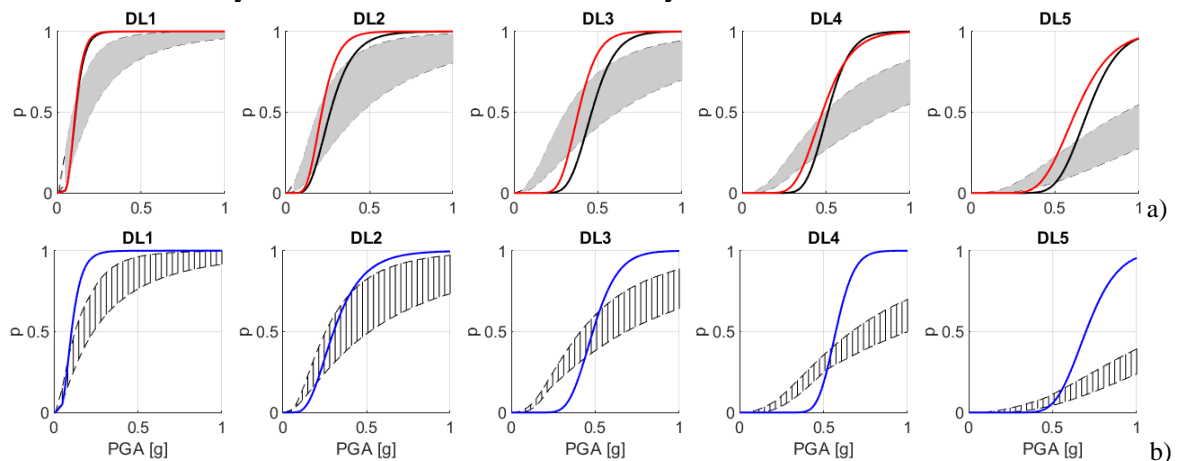 DL1 DL2 DL3 DL4 DL5
p p p p p
1 1 1 1 1
0.5 0.5 0.5 0.5 0.5
0 0 0 0 0
0 0.5 1 0 0.5 1 0 0.5 1 0 0.5 1 0 0.5 1
a)
DL1 DL2 DL3 DL4 DL5
p p p p p
1 1 1 1 1
0.5 0.5 0.5 0.5 0.5
0 0 0 0 0
0 0.5 1 0 0.5 1 0 0.5 1 0 0.5 1 0 0.5 1
PGA [g] PGA [g] PGA [g] PGA [g] PGA [g]
b)